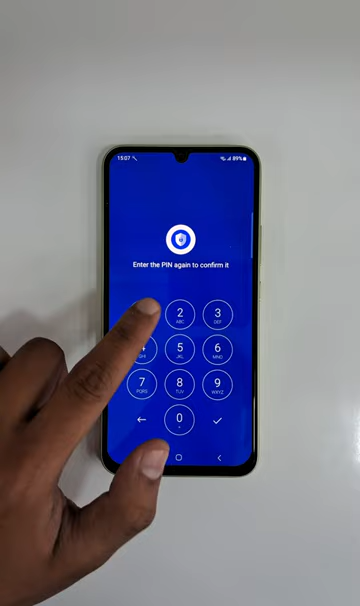 15:07 89%
Enter the PIN again to confirm it
2 3
ABC DEF
5 6
GHI JKL MNO
7 8 9
PQRS TUV WXYZ
0
+